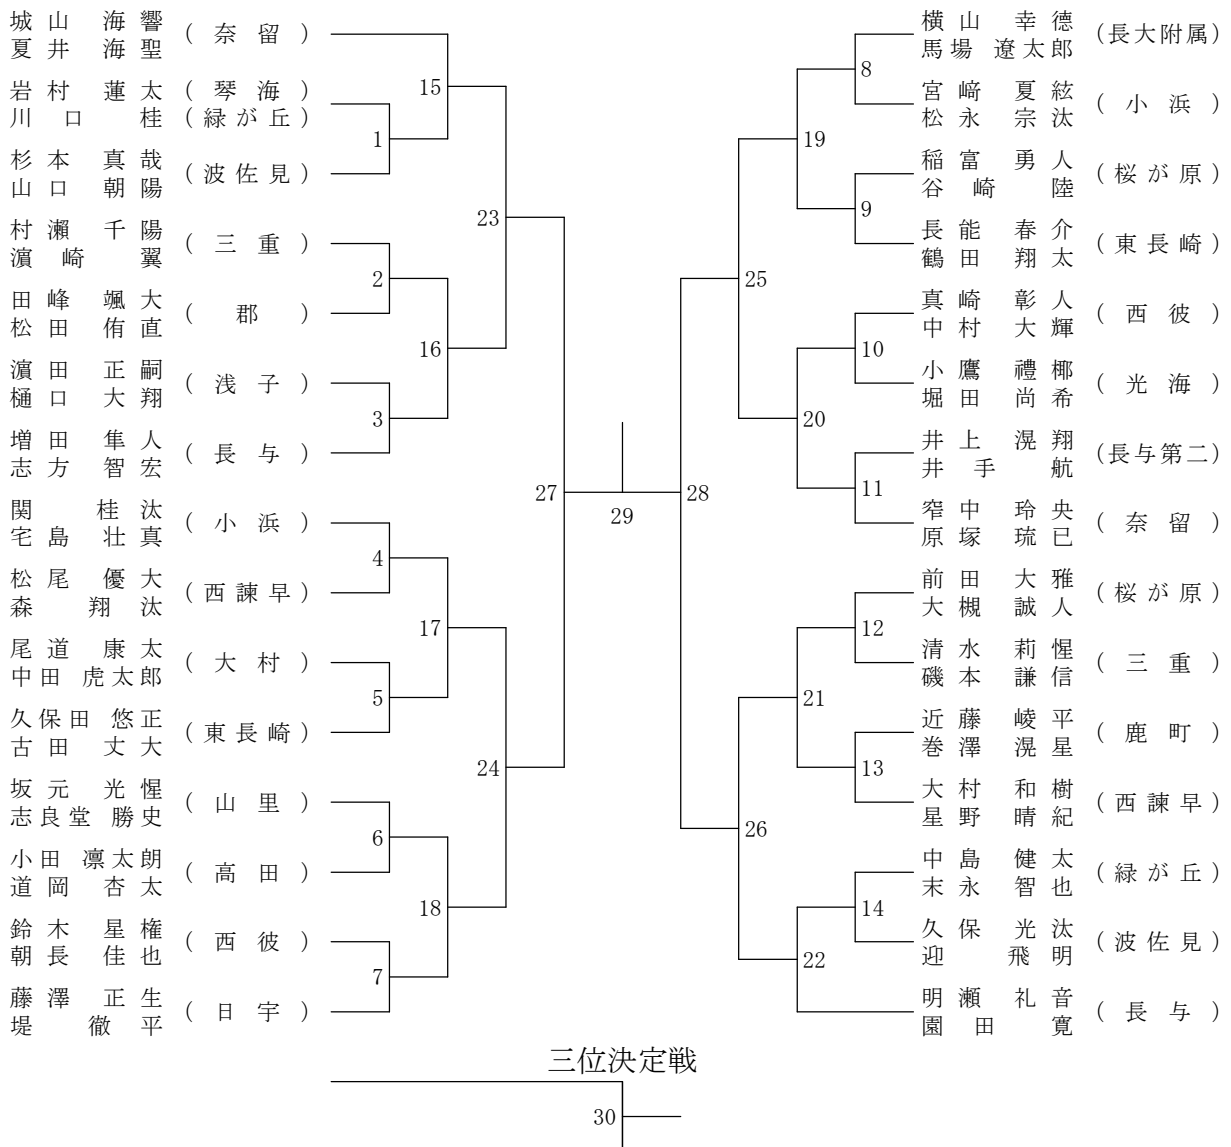 城山 海響
夏井 海聖
(奈留)
岩村 蓮太 (琴海)
川口 桂 (緑が丘)
杉本 真哉
山口 朝陽
(波佐見)
村瀬 千陽
濵崎 翼
(三重)
田峰 颯大
松田 侑直
(郡)
濵田 正嗣
樋口 大翔
(浅子)
増田 隼人
志方 智宏
(長与)
関 桂汰
宅島 壮真
(小浜)
松尾 優大
森 翔汰
(西諫早)
尾道 康太
中田 虎太郎
(大村)
久保田 悠正
古田 丈大
(東長崎)
坂元 光惺
志良堂 勝史
(山里)
小田 凛太朗
道岡 杏太
(高田)
鈴木 星権
朝長 佳也
(西彼)
藤澤 正生
堤 徹平
(日宇)
1
2
3
4
5
6
7
15
16
17
18
23
24
27
29
28
25
26
19
20
21
22
8
9
10
11
12
13
14
横山 幸德
馬場 遼太郎
(長大附属)
宮﨑 夏絃
松永 宗汰
(小浜)
稲富 勇人
谷崎 陸
(桜が原)
長能 春介
鶴田 翔太
(東長崎)
真崎 彰人
中村 大輝
(西彼)
小鷹 禮椰
堀田 尚希
(光海)
井上 滉翔
井手 航
(長与第二)
窄中 玲央
原塚 琉已
(奈留)
前田 大雅
大槻 誠人
(桜が原)
清水 莉惺
磯本 謙信
(三重)
近藤 崚平
巻澤 滉星
(鹿町)
大村 和樹
星野 晴紀
(西諫早)
中島 健太
末永 智也
(緑が丘)
久保 光汰
迎 飛明
(波佐見)
明瀬 礼音
園田 寛
(長与)
三位決定戦
30